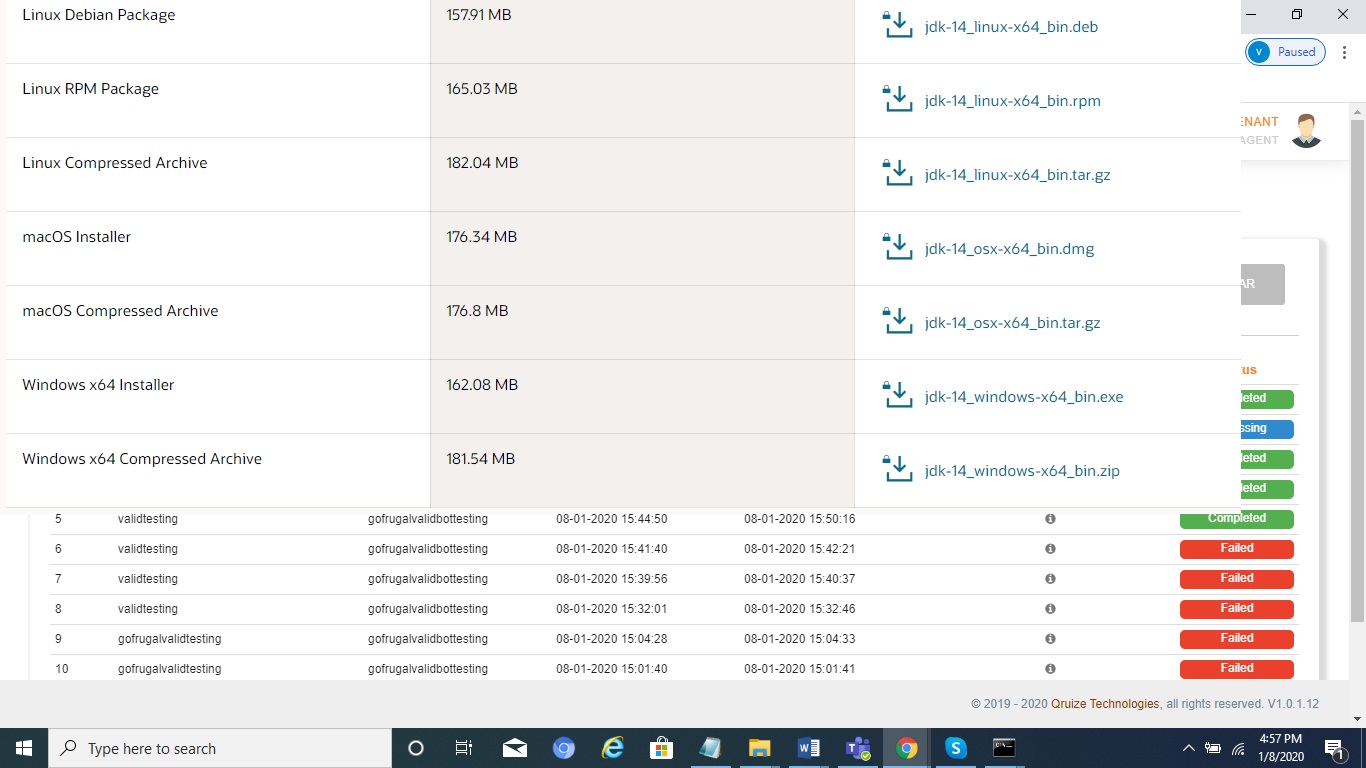 Linux Debian Package 157.91 MB jdk-14_linux-x64_bin.deb
Paused
Linux RPM Package 165.03 MB jdk-14_linux-x64_bin.rpm
ENANT
AGENT
Linux Compressed Archive 182.04 MB jdk-14_linux-x64_bin.tar.gz
macOS Installer 176.34 MB jdk-14_osx-x64_bin.dmg
AR
macOS Compressed Archive 176.8 MB jdk-14_osx-x64_bin.tar.gz
tus
Windows x64 Installer 162.08 MB jdk-14_windows-x64_bin.exe
leted
ssing
Windows x64 Compressed Archive 181.54 MB jdk-14_windows-x64_bin.zip
leted
leted
5 validtesting gofrugalvalidbottesting 08-01-2020 15:44:50 08-01-2020 15:50:16 Completed
6 validtesting gofrugalvalidbottesting 08-01-2020 15:41:40 08-01-2020 15:42:21 Failed
7 validtesting gofrugalvalidbottesting 08-01-2020 15:39:56 08-01-2020 15:40:37 Failed
8 validtesting gofrugalvalidbottesting 08-01-2020 15:32:01 08-01-2020 15:32:46 Failed
9 gofrugalvalidtesting gofrugalvalidbottesting 08-01-2020 15:04:28 08-01-2020 15:04:33 Failed
10 gofrugalvalidtesting gofrugalvalidbottesting 08-01-2020 15:01:40 08-01-2020 15:01:41 Failed
© 2019 - 2020 Qruize Technologies, all rights reserved. V1.0.1.12
Type here to search
4:57 PM
1/8/2020
1